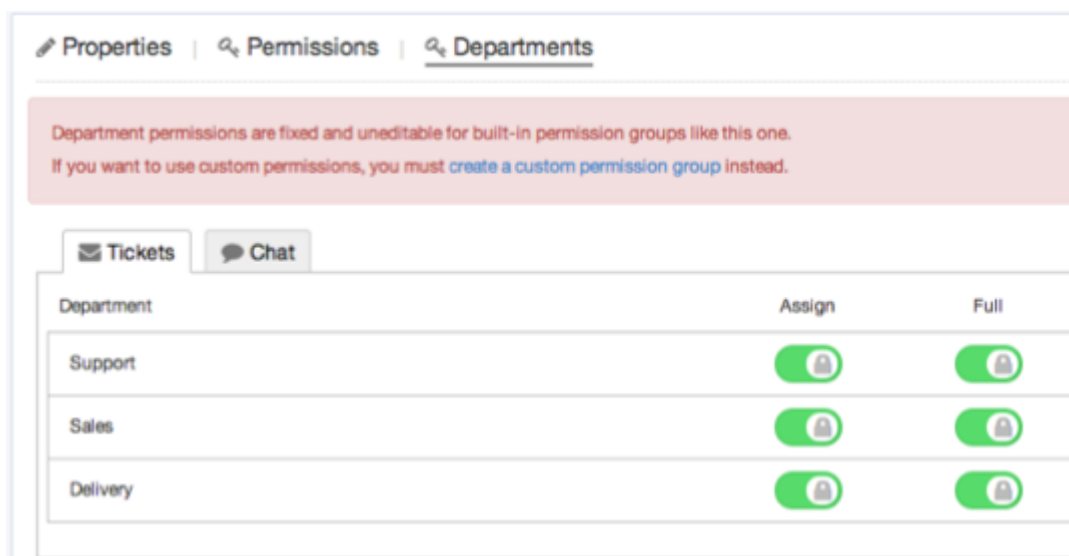 Properties | Permissions | Departments
Department permissions are fixed and uneditable for built-in permission groups like this one.
If you want to use custom permissions, you must create a custom permission group instead.
Tickets Chat
Department Assign Full
Support
Sales
Delivery